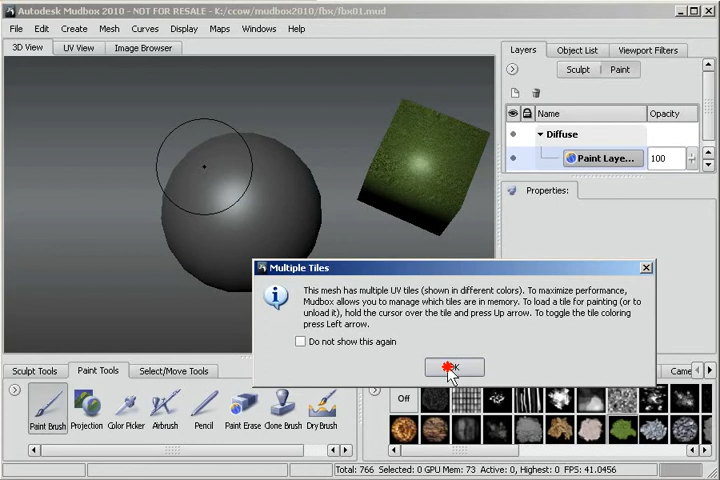 Autodesk Mudbox 2010 - NOT FOR RESALE - K:/ccow/mudbox2010/fbx/fbx01.mud
File Edit Create Mesh Curves Display Maps Windows Help
3D View UV View Image Browser
Layers Object List Viewport Filters
Sculpt Paint
Name Opacity
Diffuse
Paint Laye... 100
Properties:
Multiple Tiles
This mesh has multiple UV tiles (shown in different colors). To maximize performance,
Mudbox allows you to manage which tiles are in memory. To load a tile for painting (or to
unload it), hold the cursor over the tile and press Up arrow. To toggle the tile coloring
press Left arrow.
Do not show this again
Sculpt Tools Paint Tools Select/Move Tools
Came
Off
Paint Brush Projection Color Picker Airbrush Pencil Paint Erase Clone Brush Dry Brush
Total: 766 Selected: 0 GPU Mem: 73 Active: 0, Highest: 0 FPS: 41.0456